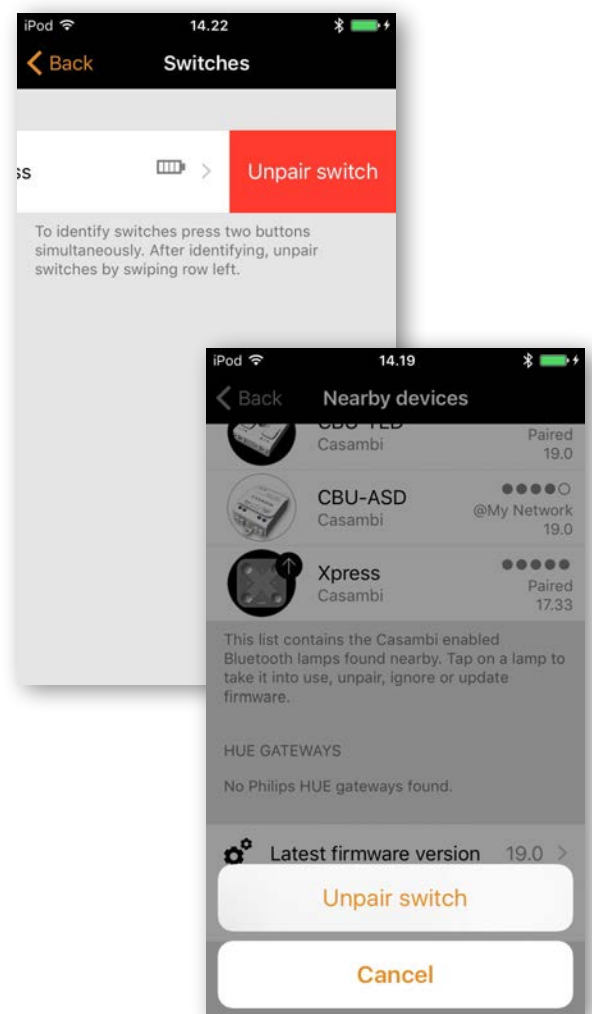 iPod 14.22
Back Switches
ss Unpair switch
To identify switches press two buttons
simultaneously. After identifying, unpair
switches by swiping row left.
iPod 14.19
Back Nearby devices
CBU-TED
Casambi Paired
19.0
CBU-ASD
Casambi @My Network
19.0
Xpress
Casambi Paired
17.33
This list contains the Casambi enabled
Bluetooth lamps found nearby. Tap on a lamp to
take it into use, unpair, ignore or update
firmware.
HUE GATEWAYS
No Philips HUE gateways found.
Latest firmware version 19.0
Unpair switch
Cancel